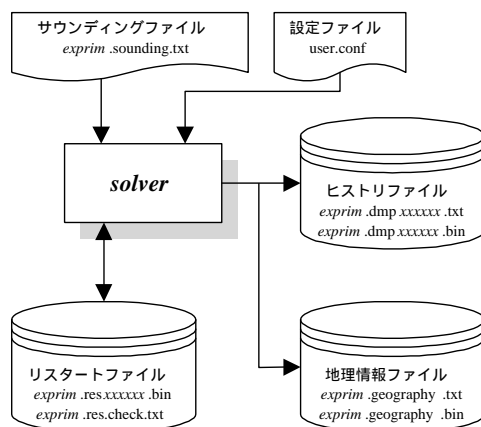 サウンディングファイル
exprim .sounding.txt
設定ファイル
user.conf
solver
ヒストリファイル
exprim .dmp xxxxxx .txt
exprim .dmp xxxxxx .bin
リスタートファイル
exprim .res xxxxxx .bin
exprim .res.check.txt
地理情報ファイル
exprim .geography .txt
exprim .geography .bin